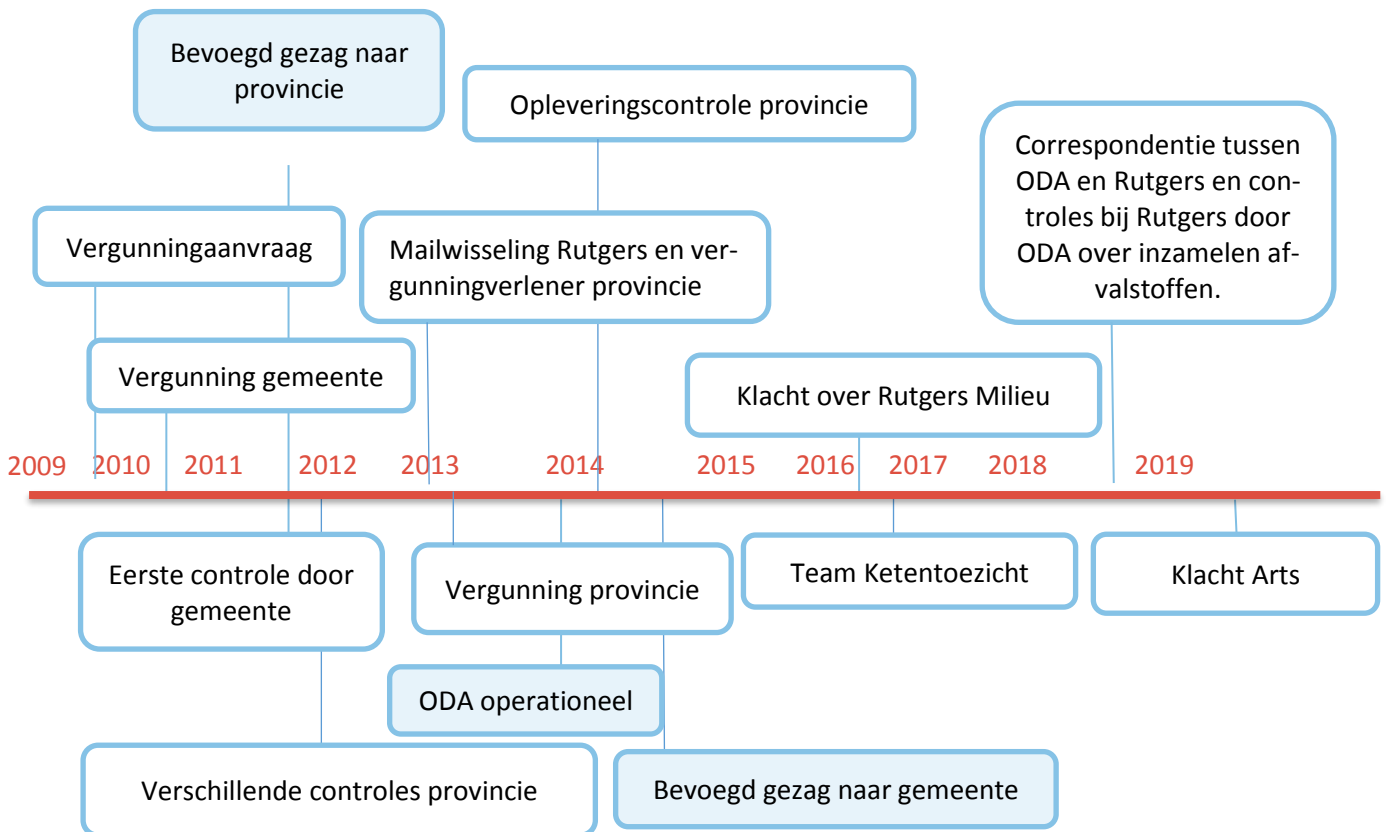 Bevoegd gezag naar
provincie
Opleveringscontrole provincie
Correspondentie tussen
ODA en Rutgers en con-
troles bij Rutgers door
ODA over inzamelen af-
valstoffen.
Vergunningaanvraag
Mailwisseling Rutgers en ver-
gunningverlener provincie
Vergunning gemeente
Klacht over Rutgers Milieu
2009 2010 2011 2012 2013 2014 2015 2016 2017 2018 2019
Eerste controle door
gemeente
Vergunning provincie
Team Ketentoezicht
Klacht Arts
ODA operationeel
Verschillende controles provincie
Bevoegd gezag naar gemeente